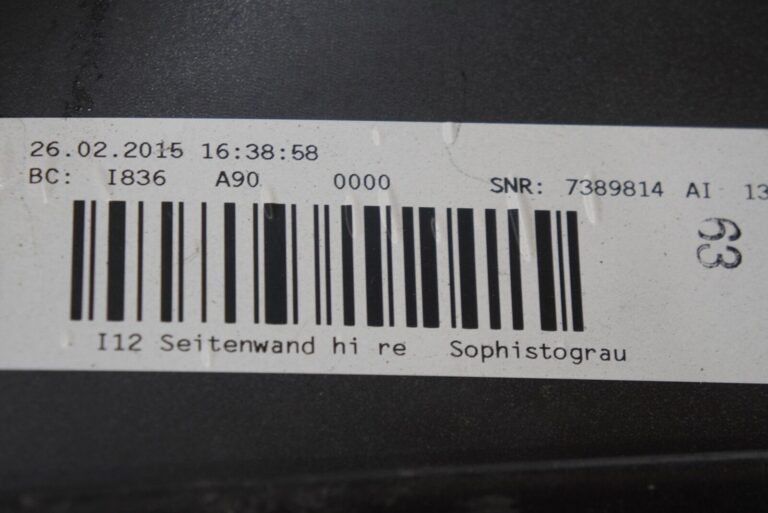 26.02.2015 16:38:58
BC: I836 A90 0000 SNR: 7389814 AI 13
63
I12 Seitenwand hi re Sophistograu